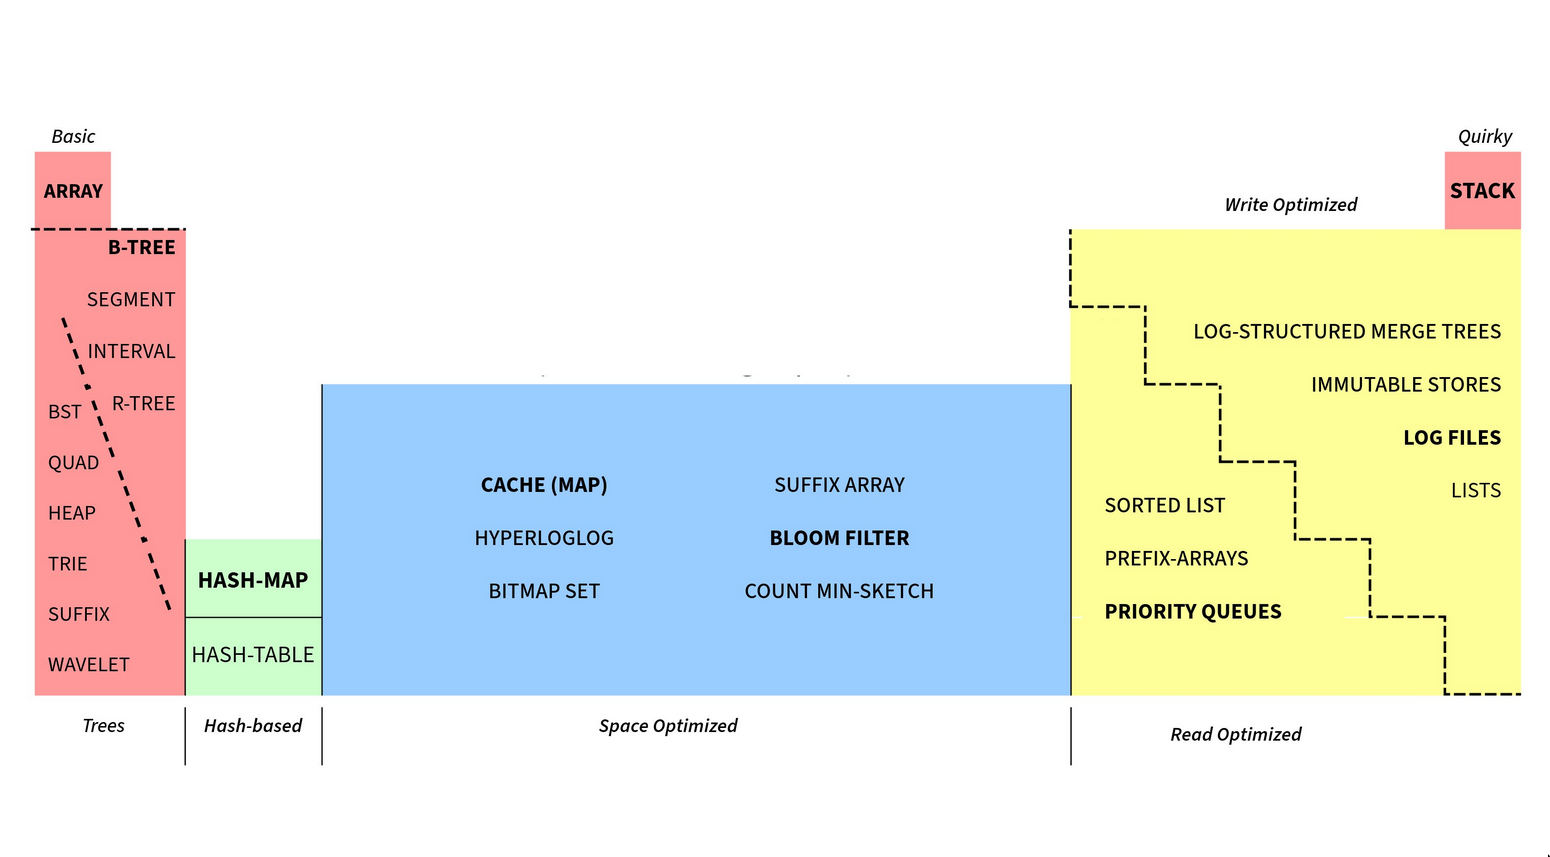 Basic
Quirky
ARRAY
STACK
Write Optimized
B-TREE
SEGMENT
INTERVAL
R-TREE
BST
QUAD
HEAP
TRIE
SUFFIX
WAVELET
HASH-MAP
HASH-TABLE
CACHE (MAP)
HYPERLOGLOG
BITMAP SET
SUFFIX ARRAY
BLOOM FILTER
COUNT MIN-SKETCH
LOG-STRUCTURED MERGE TREES
IMMUTABLE STORES
LOG FILES
LISTS
SORTED LIST
PREFIX-ARRAYS
PRIORITY QUEUES
Trees
Hash-based
Space Optimized
Read Optimized